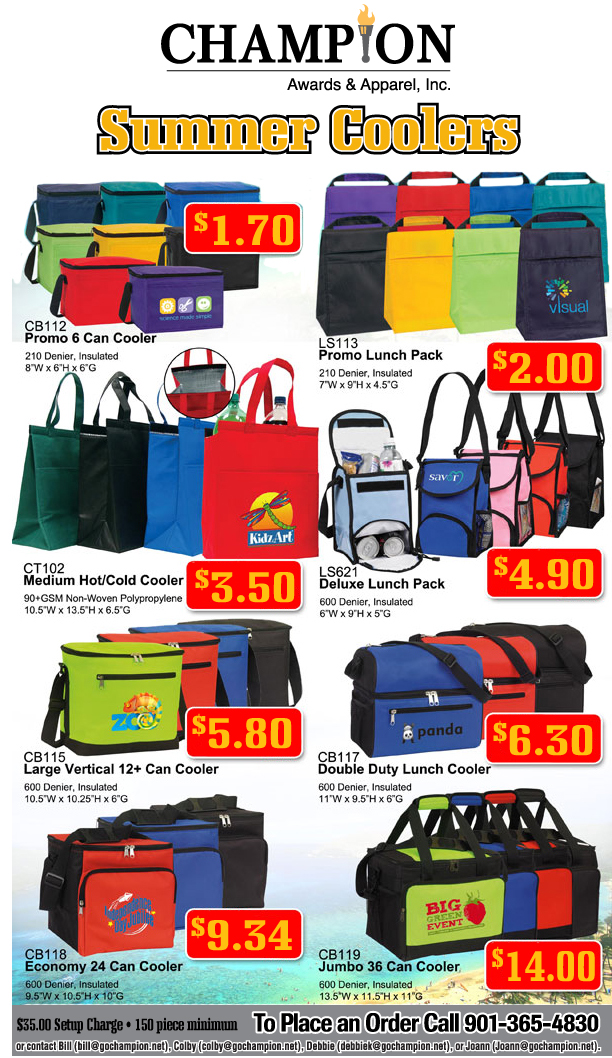 CHAMPION
Awards & Apparel, Inc.
Summer Coolers
$1.70
science made simple
CB112
Promo 6 Can Cooler
210 Denier, Insulated
8"W x 6"H x 6"G
visual
LS113
Promo Lunch Pack
210 Denier, Insulated
7"W x 9"H x 4.5"G
$2.00
KidzArt
CT102
Medium Hot/Cold Cooler
90+GSM Non-Woven Polypropylene
10.5"W x 13.5"H x 6.5"G
$3.50
savor
LS621
Deluxe Lunch Pack
600 Denier, Insulated
6"W x 9"H x 5"G
$4.90
ZOO
CB115
Large Vertical 12+ Can Cooler
600 Denier, Insulated
10.5"W x 10.25"H x 6"G
$5.80
panda
CB117
Double Duty Lunch Cooler
600 Denier, Insulated
11"W x 9.5"H x 6"G
$6.30
Independence Day Jubilee
CB118
Economy 24 Can Cooler
600 Denier, Insulated
9.5"W x 10.5"H x 10"G
$9.34
BIG
GREEN
EVENT
CB119
Jumbo 36 Can Cooler
600 Denier, Insulated
13.5"W x 11.5"H x 11"G
$14.00
$35.00 Setup Charge • 150 piece minimum To Place an Order Call 901-365-4830
or contact Bill (bill@gochampion.net), Colby (colby@gochampion.net), Debbie (debbiek@gochampion.net), or Joann (Joann@gochampion.net).